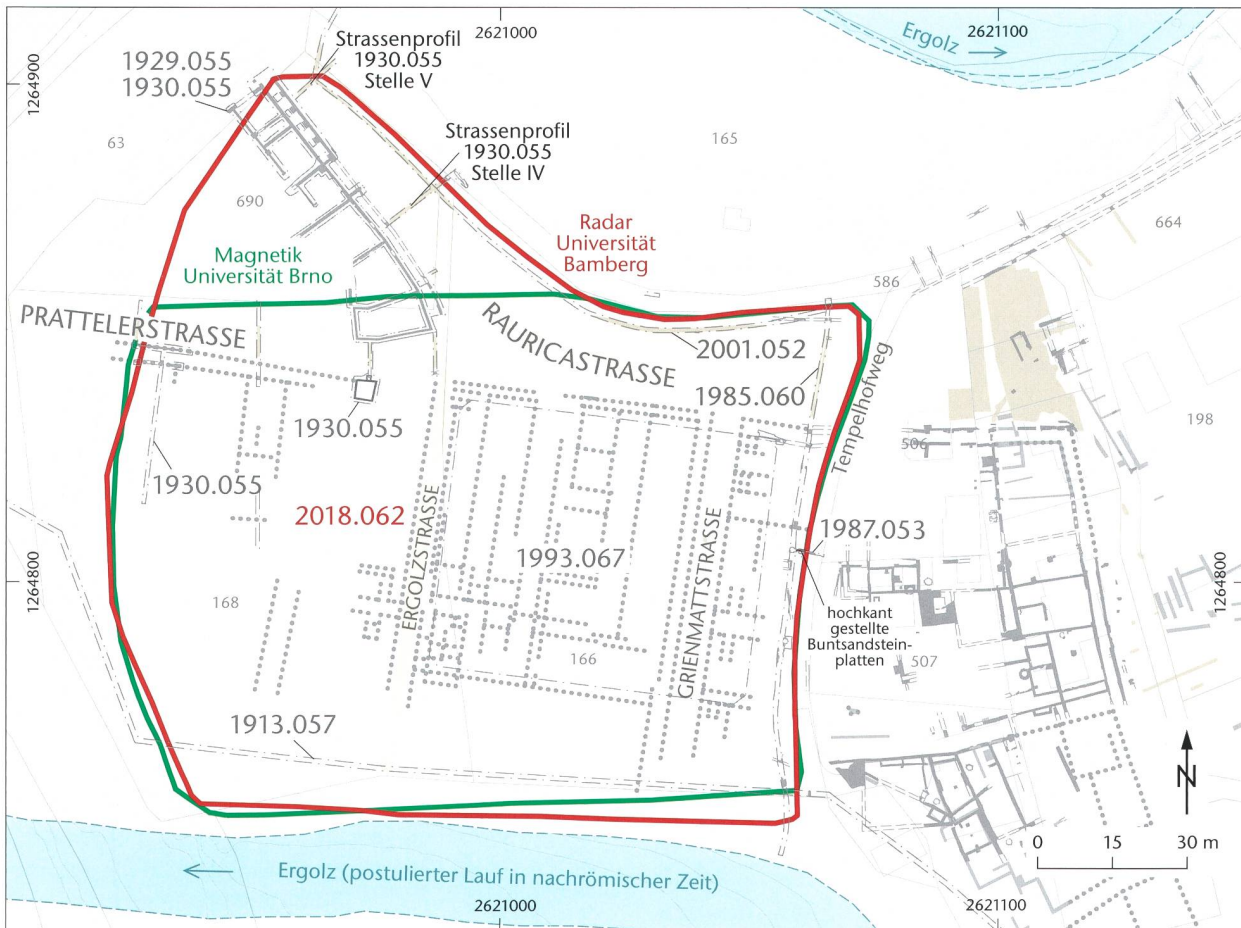 2621000
2621100
Ergolz
1264900
Strassenprofil
1930.055
Stelle V
1929.055
1930.055
Strassenprofil
1930.055
Stelle IV
63
165
690
664
Radar
Universität
Bamberg
Magnetik
Universität Brno
586
PRATTELERSTRASSE
RAURICASTRASSE
2001.052
1985.060
Tempelhofweg
1930.055
198
506
1930.055
2018.062
ERGOLZSTRASSE
1993.067
GRIENMATTSTRASSE
1987.053
1264800
1264800
168
hochkant
gestellte
Buntsandstein-
platten
166
507
1913.057
N
0 15 30 m
Ergolz (postulierter Lauf in nachrömischer Zeit)
2621000
2621100